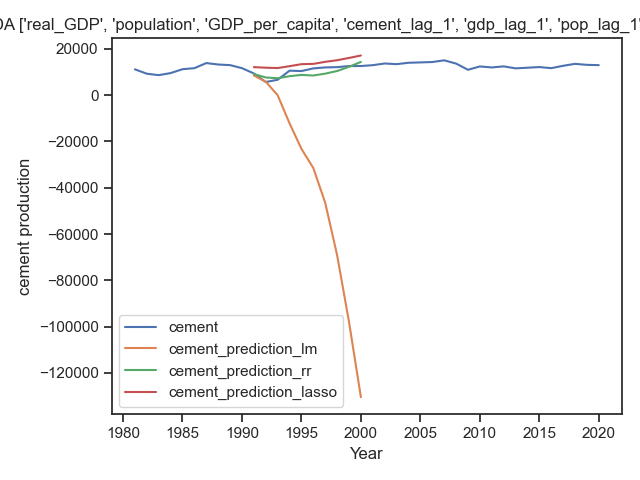 DA ['real_GDP', 'population', 'GDP_per_capita', 'cement_lag_1', 'gdp_lag_1', 'pop_lag_1'
20000
0
−20000
−40000
−60000
−80000
−100000
−120000
cement production
cement
cement_prediction_lm
cement_prediction_rr
cement_prediction_lasso
1980 1985 1990 1995 2000 2005 2010 2015 2020
Year